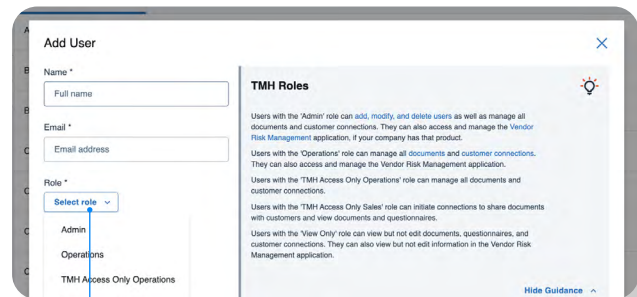 Add User
Name *
Full name
Email *
Email address
Role *
Select role
Admin
Operations
TMH Access Only Operations
TMH Roles
Users with the 'Admin' role can add, modify, and delete users as well as manage all
documents and customer connections. They can also access and manage the Vendor
Risk Management application, if your company has that product.
Users with the 'Operations' role can manage all documents and customer connections.
They can also access and manage the Vendor Risk Management application.
Users with the 'TMH Access Only Operations' role can manage all documents and
customer connections.
Users with the 'TMH Access Only Sales' role can initiate connections to share documents
with customers and view documents and questionnaires.
Users with the 'View Only' role can view but not edit documents, questionnaires, and
customer connections. They can also view but not edit information in the Vendor Risk
Management application.
Hide Guidance